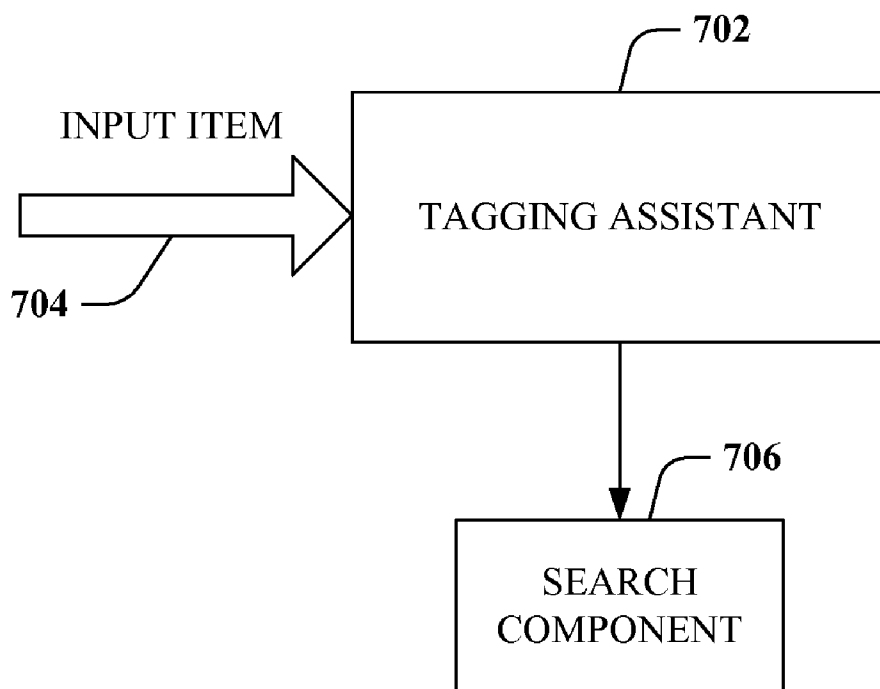 702
INPUT ITEM
TAGGING ASSISTANT
704
706
SEARCH
COMPONENT